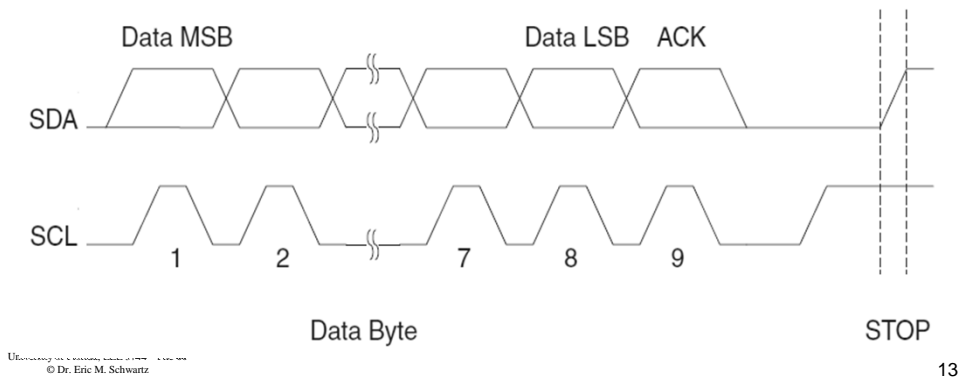 Data MSB Data LSB ACK
SDA
SCL
1 2 7 8 9
Data Byte STOP
© Dr. Eric M. Schwartz
13